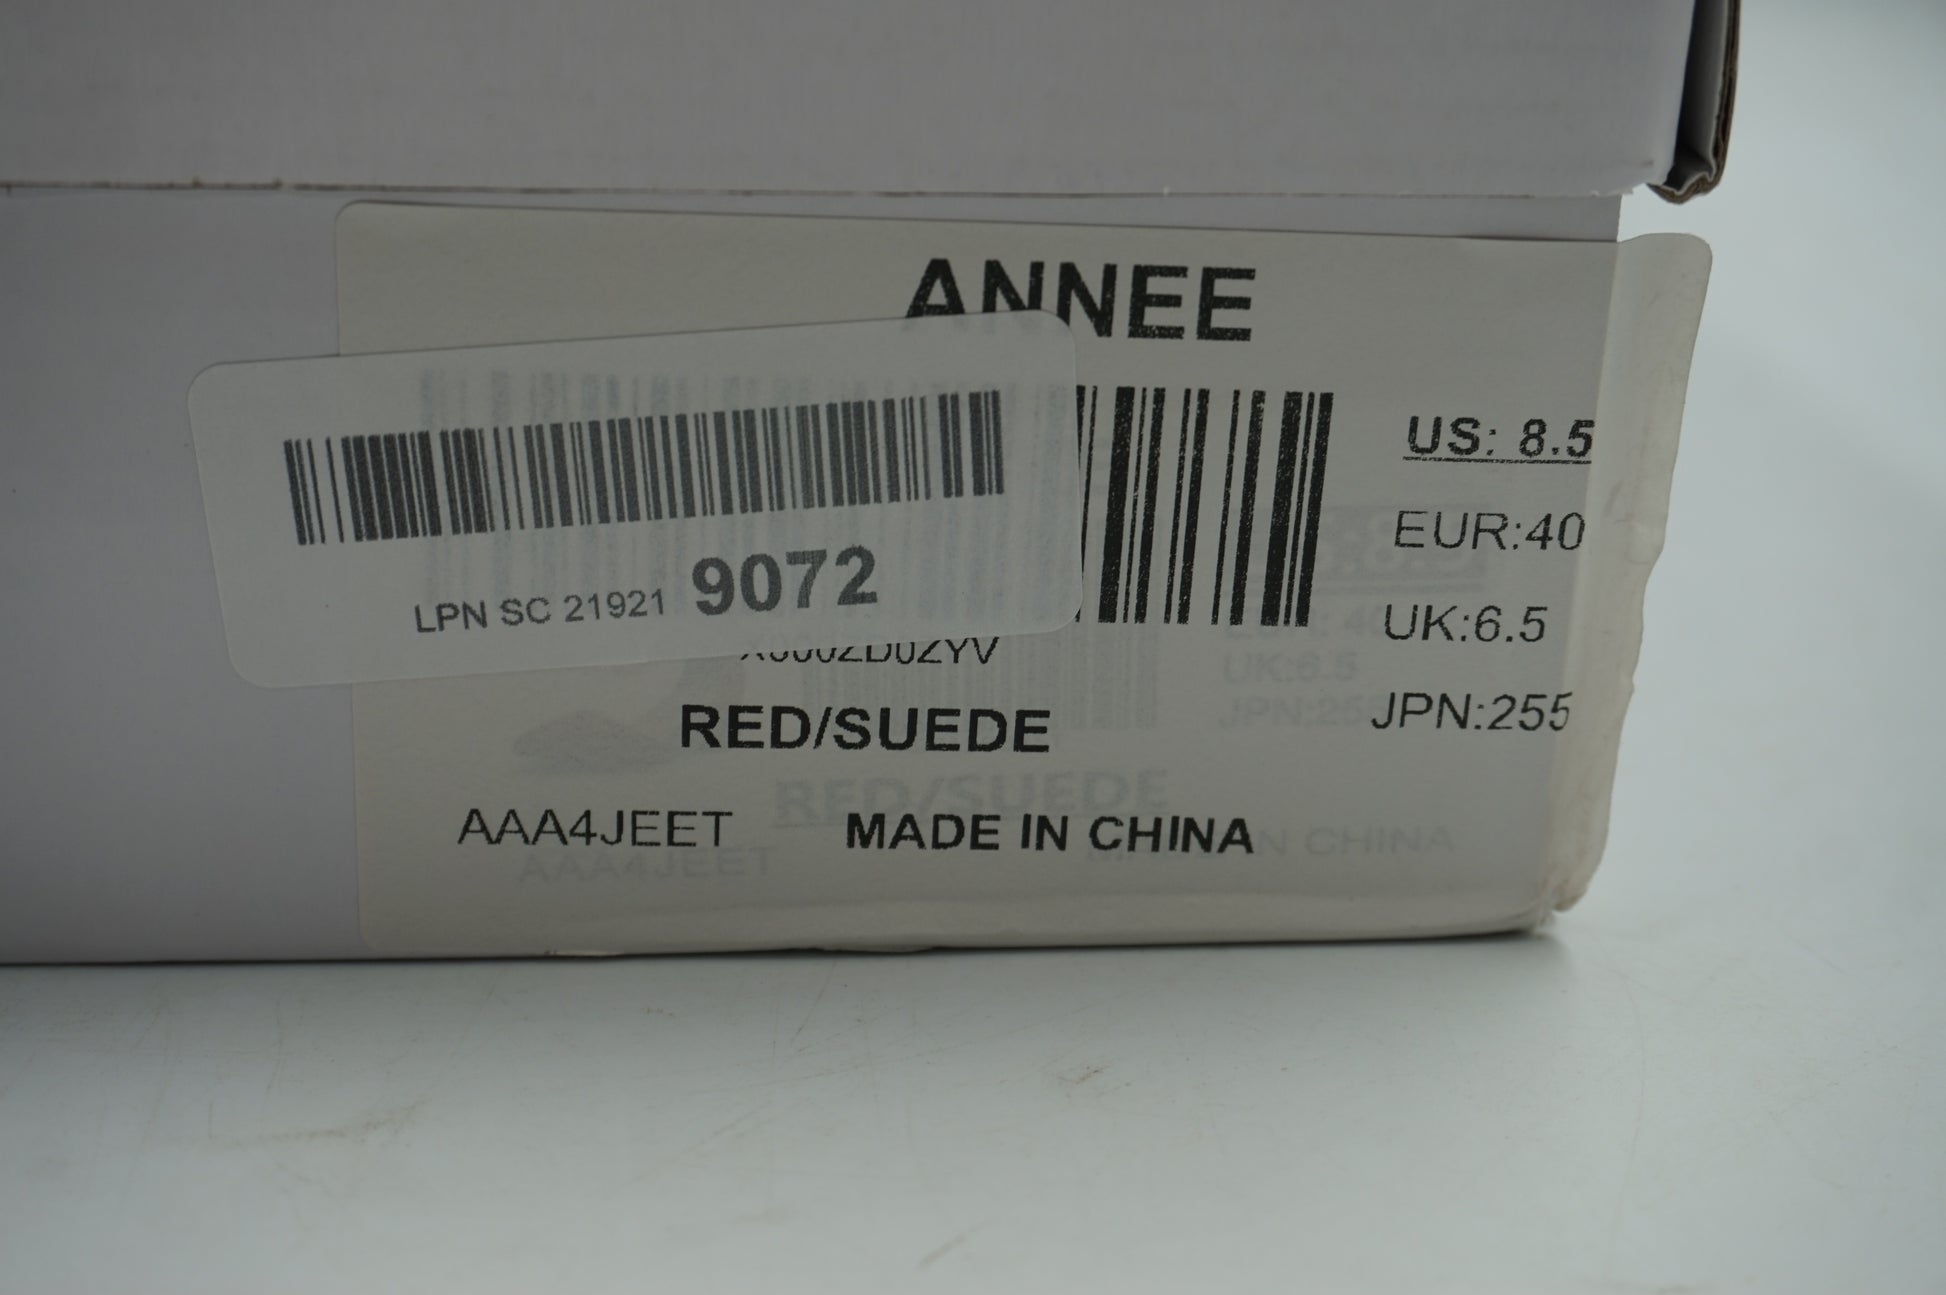 ANNEE
US: 8.5
EUR:40
UK:6.5
JPN:255
LPN SC 21921 9072
RED/SUEDE
AAA4JEET MADE IN CHINA